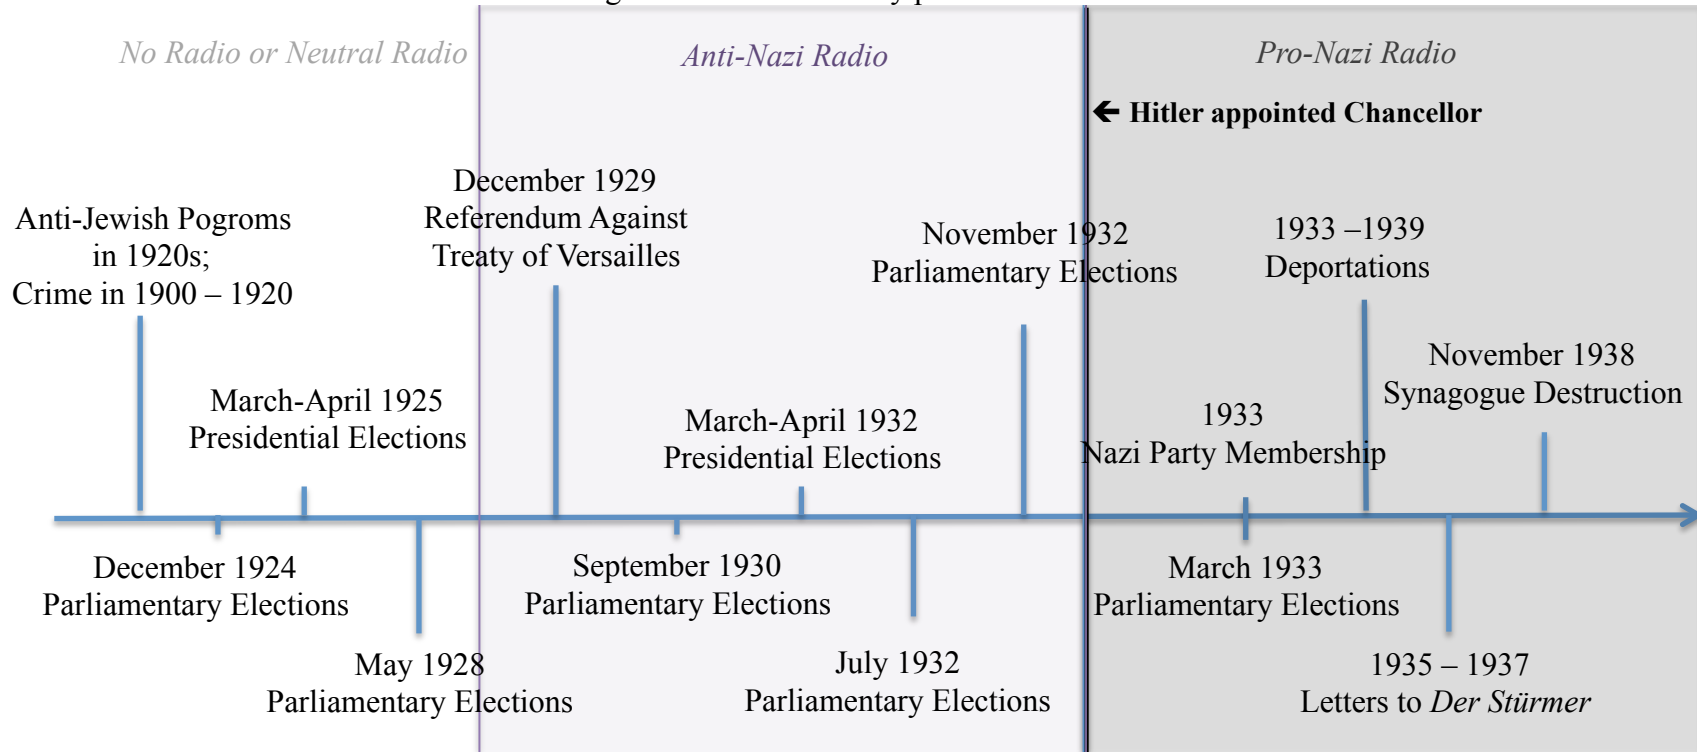 No Radio or Neutral Radio
Anti-Nazi Radio
Pro-Nazi Radio
← Hitler appointed Chancellor
Anti-Jewish Pogroms
in 1920s;
Crime in 1900 – 1920
December 1929
Referendum Against
Treaty of Versailles
November 1932
Parliamentary Elections
1933 –1939
Deportations
November 1938
Synagogue Destruction
March-April 1925
Presidential Elections
March-April 1932
Presidential Elections
1933
Nazi Party Membership
December 1924
Parliamentary Elections
September 1930
Parliamentary Elections
March 1933
Parliamentary Elections
May 1928
Parliamentary Elections
July 1932
Parliamentary Elections
1935 – 1937
Letters to Der Stürmer